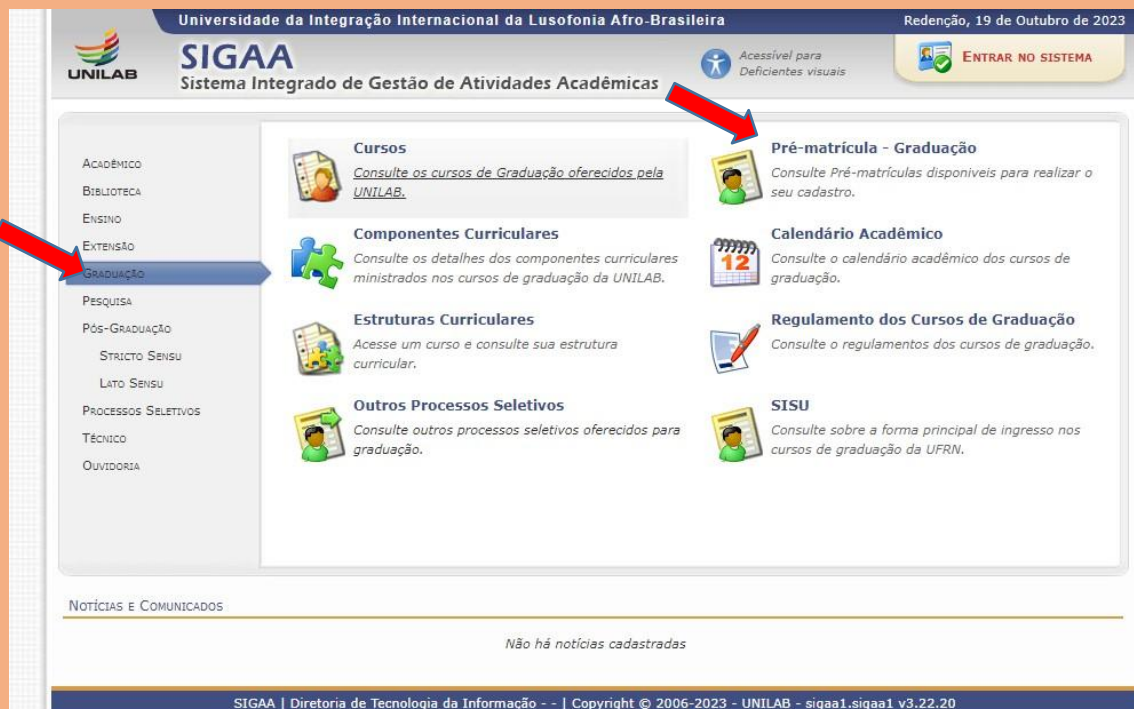 Universidade da Integração Internacional da Lusofonia Afro-Brasileira
Redenção, 19 de Outubro de 2023
UNILAB
SIGAA
Sistema Integrado de Gestão de Atividades Acadêmicas
Acessível para
Deficientes visuais
ENTRAR NO SISTEMA
ACADÊMICO
BIBLIOTECA
ENSINO
EXTENSÃO
GRADUAÇÃO
PESQUISA
PÓS-GRADUAÇÃO
STRICTO SENSU
LATO SENSU
PROCESSOS SELETIVOS
TÉCNICO
OUVIDORIA
Cursos
Consulte os cursos de Graduação oferecidos pela
UNILAB.
Pré-matrícula - Graduação
Consulte Pré-matrículas disponiveis para realizar o
seu cadastro.
Componentes Curriculares
Consulte os detalhes dos componentes curriculares
ministrados nos cursos de graduação da UNILAB.
12
Calendário Acadêmico
Consulte o calendário acadêmico dos cursos de
graduação.
Estruturas Curriculares
Acesse um curso e consulte sua estrutura
curricular.
Regulamento dos Cursos de Graduação
Consulte o regulamentos dos cursos de graduação.
Outros Processos Seletivos
Consulte outros processos seletivos oferecidos para
graduação.
SISU
Consulte sobre a forma principal de ingresso nos
cursos de graduação da UFRN.
NOTÍCIAS E COMUNICADOS
Não há notícias cadastradas
SIGAA | Diretoria de Tecnologia da Informação - - | Copyright © 2006-2023 - UNILAB - sigaa1.sigaa1 v3.22.20